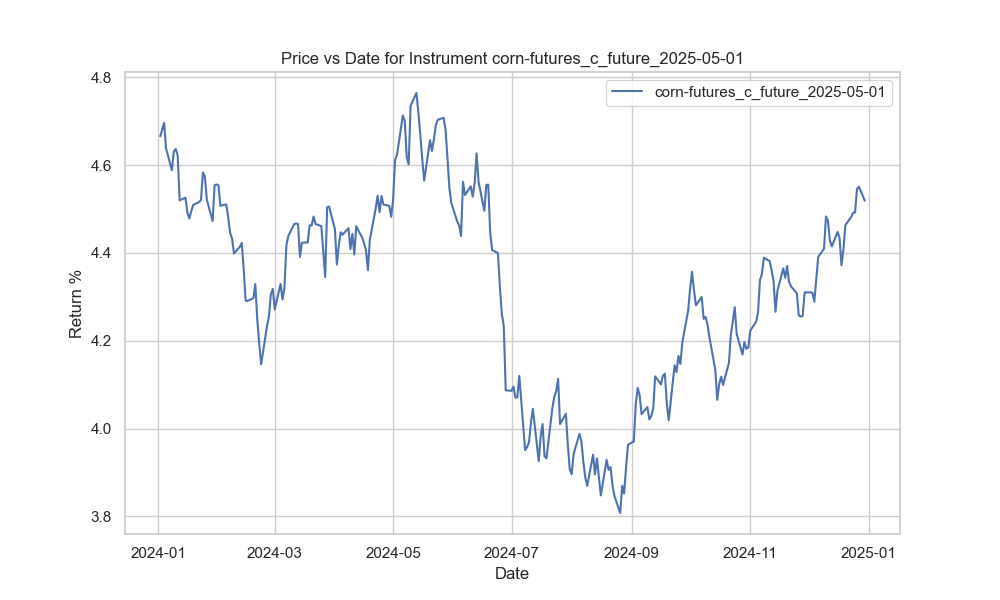 Price vs Date for Instrument corn-futures_c_future_2025-05-01
corn-futures_c_future_2025-05-01
Return %
4.8
4.6
4.4
4.2
4.0
3.8
2024-01 2024-03 2024-05 2024-07 2024-09 2024-11 2025-01
Date